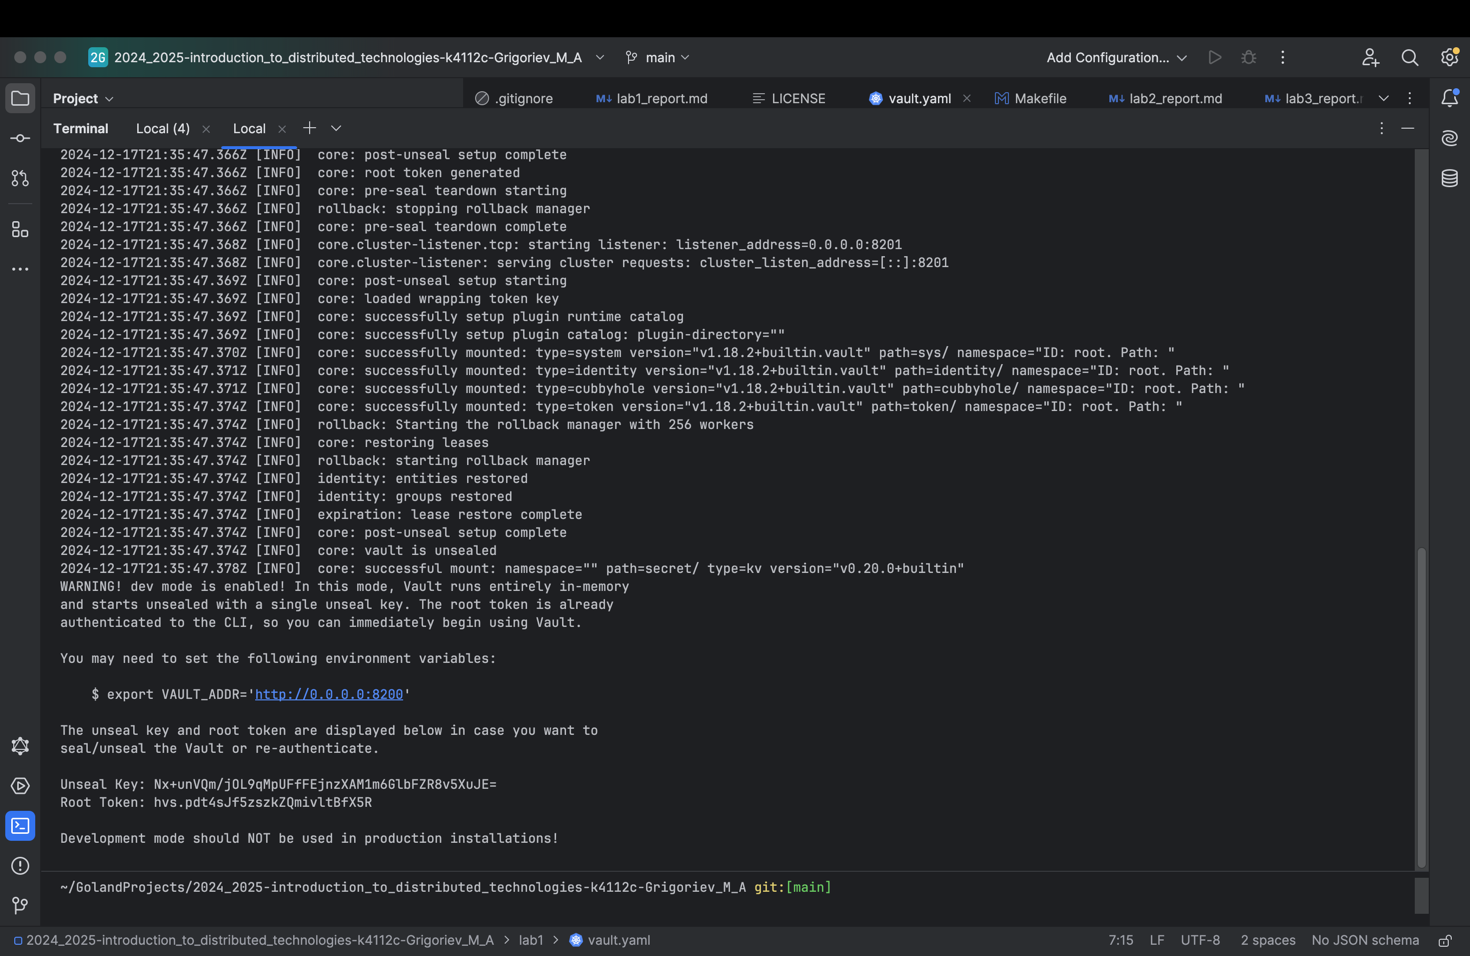 2G 2024_2025-introduction_to_distributed_technologies-k4112c-Grigoriev_M_A main Add Configuration...
Project .gitignore M↓ lab1_report.md LICENSE vault.yaml Makefile M↓ lab2_report.md M↓ lab3_report.
Terminal Local (4) Local
2024-12-17T21:35:47.366Z [INFO]  core: post-unseal setup complete
2024-12-17T21:35:47.366Z [INFO]  core: root token generated
2024-12-17T21:35:47.366Z [INFO]  core: pre-seal teardown starting
2024-12-17T21:35:47.366Z [INFO]  rollback: stopping rollback manager
2024-12-17T21:35:47.366Z [INFO]  core: pre-seal teardown complete
2024-12-17T21:35:47.368Z [INFO]  core.cluster-listener.tcp: starting listener: listener_address=0.0.0.0:8201
2024-12-17T21:35:47.368Z [INFO]  core.cluster-listener: serving cluster requests: cluster_listen_address=[::]:8201
2024-12-17T21:35:47.369Z [INFO]  core: post-unseal setup starting
2024-12-17T21:35:47.369Z [INFO]  core: loaded wrapping token key
2024-12-17T21:35:47.369Z [INFO]  core: successfully setup plugin runtime catalog
2024-12-17T21:35:47.369Z [INFO]  core: successfully setup plugin catalog: plugin-directory=""
2024-12-17T21:35:47.370Z [INFO]  core: successfully mounted: type=system version="v1.18.2+builtin.vault" path=sys/ namespace="ID: root. Path: "
2024-12-17T21:35:47.371Z [INFO]  core: successfully mounted: type=identity version="v1.18.2+builtin.vault" path=identity/ namespace="ID: root. Path: "
2024-12-17T21:35:47.371Z [INFO]  core: successfully mounted: type=cubbyhole version="v1.18.2+builtin.vault" path=cubbyhole/ namespace="ID: root. Path: "
2024-12-17T21:35:47.374Z [INFO]  core: successfully mounted: type=token version="v1.18.2+builtin.vault" path=token/ namespace="ID: root. Path: "
2024-12-17T21:35:47.374Z [INFO]  rollback: Starting the rollback manager with 256 workers
2024-12-17T21:35:47.374Z [INFO]  core: restoring leases
2024-12-17T21:35:47.374Z [INFO]  rollback: starting rollback manager
2024-12-17T21:35:47.374Z [INFO]  identity: entities restored
2024-12-17T21:35:47.374Z [INFO]  identity: groups restored
2024-12-17T21:35:47.374Z [INFO]  expiration: lease restore complete
2024-12-17T21:35:47.374Z [INFO]  core: post-unseal setup complete
2024-12-17T21:35:47.374Z [INFO]  core: vault is unsealed
2024-12-17T21:35:47.378Z [INFO]  core: successful mount: namespace="" path=secret/ type=kv version="v0.20.0+builtin"
WARNING! dev mode is enabled! In this mode, Vault runs entirely in-memory
and starts unsealed with a single unseal key. The root token is already
authenticated to the CLI, so you can immediately begin using Vault.
You may need to set the following environment variables:
$ export VAULT_ADDR='http://0.0.0.0:8200'
The unseal key and root token are displayed below in case you want to
seal/unseal the Vault or re-authenticate.
Unseal Key: Nx+unVQm/jOL9qMpUFfFEjnzXAM1m6GlbFZR8v5XuJE=
Root Token: hvs.pdt4sJf5zszkZQmivltBfX5R
Development mode should NOT be used in production installations!
~/GolandProjects/2024_2025-introduction_to_distributed_technologies-k4112c-Grigoriev_M_A git:[main]
2024_2025-introduction_to_distributed_technologies-k4112c-Grigoriev_M_A > lab1 > vault.yaml 7:15 LF UTF-8 2 spaces No JSON schema